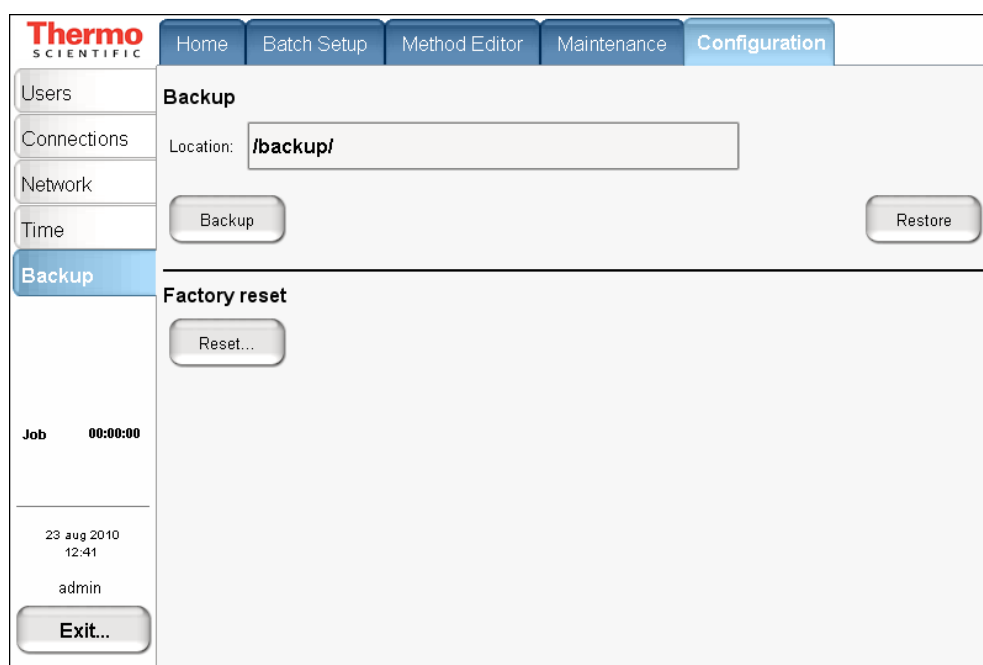 Thermo
SCIENTIFIC
Home Batch Setup Method Editor Maintenance Configuration
Users
Connections
Network
Time
Backup
Backup
Location: /backup/
Backup Restore
Factory reset
Reset...
Job 00:00:00
23 aug 2010
12:41
admin
Exit...